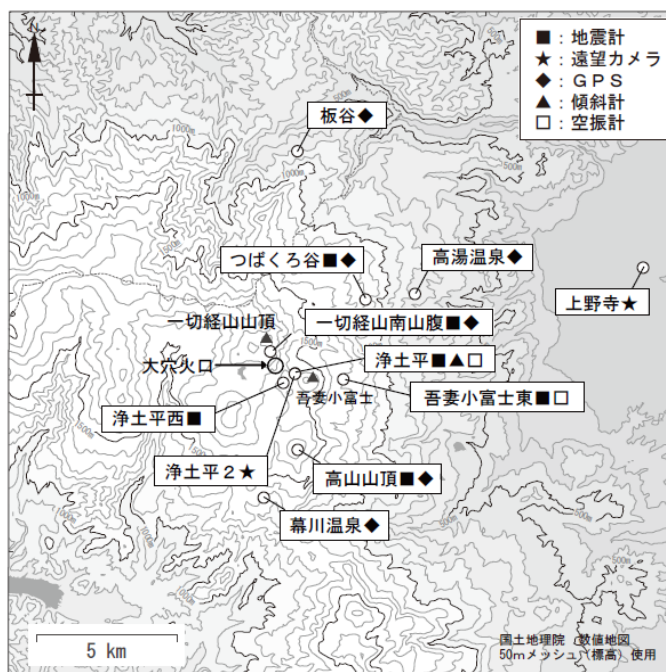 ■：地震計
★：遠望カメラ
◆：ＧＰＳ
▲：傾斜計
□：空振計
板谷◆
1000m
1000m
500m
つばくろ谷■◆
高湯温泉◆
上野寺★
一切経山山頂
一切経山南山腹■◆
1500m
大穴火口
浄土平■▲□
吾妻小富士
吾妻小富士東■□
浄土平西■
浄土平２★
高山山頂■◆
幕川温泉◆
5 km
国土地理院 数値地図
50mメッシュ（標高）使用